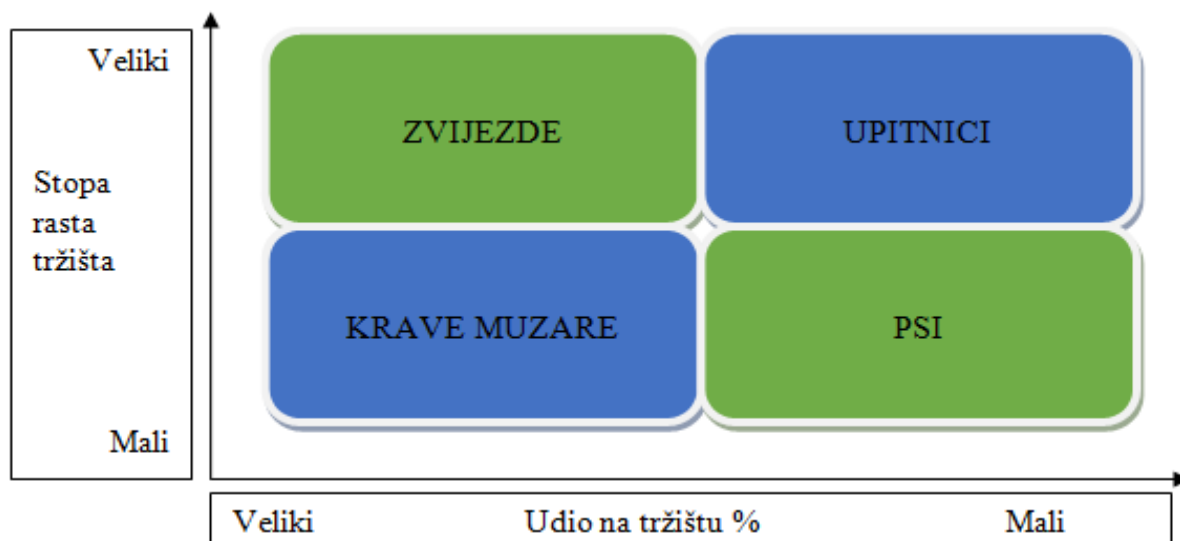 Veliki
Stopa
rasta
tržišta
Mali
ZVIJEZDE
UPITNICI
KRAVE MUZARE
PSI
Veliki
Udio na tržištu %
Mali